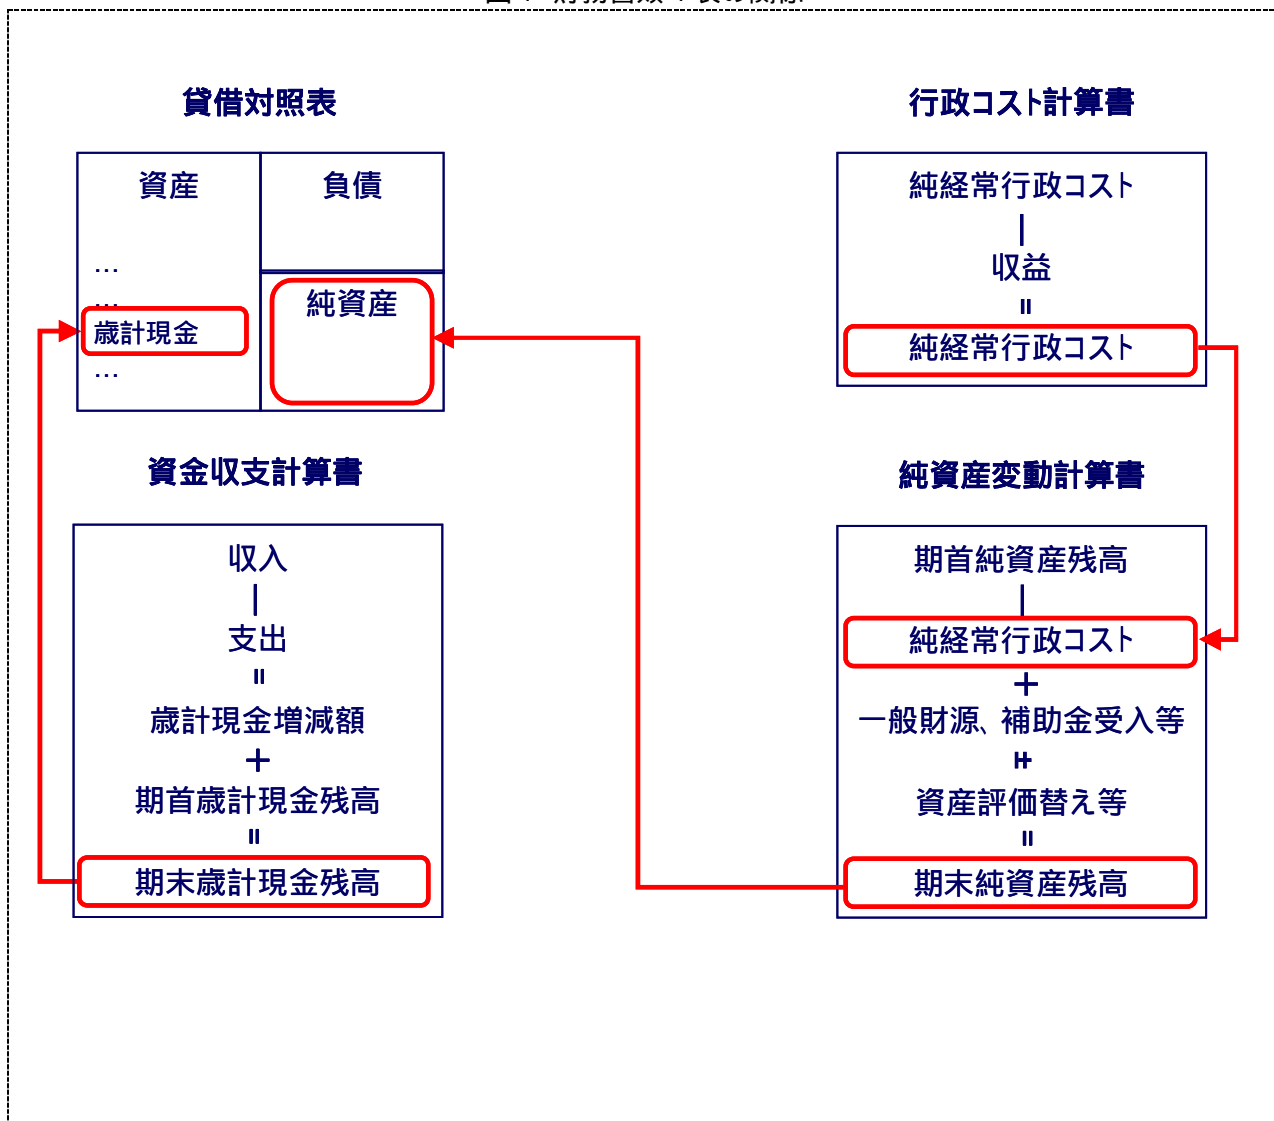 貸借対照表
資産
負債
…
…
歳計現金
…
純資産
行政コスト計算書
純経常行政コスト
|
収益
=
純経常行政コスト
資金収支計算書
収入
|
支出
=
歳計現金増減額
+
期首歳計現金残高
=
期末歳計現金残高
純資産変動計算書
期首純資産残高
|
純経常行政コスト
+
一般財源、補助金受入等
±
資産評価替え等
=
期末純資産残高